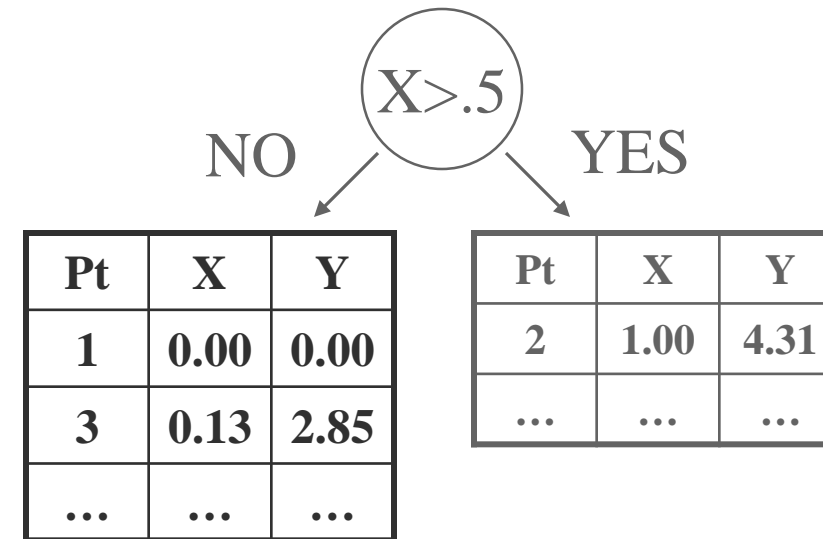 X>.5
NO YES
Pt X Y
1 0.00 0.00
3 0.13 2.85
... ... ...
Pt X Y
2 1.00 4.31
... ... ...